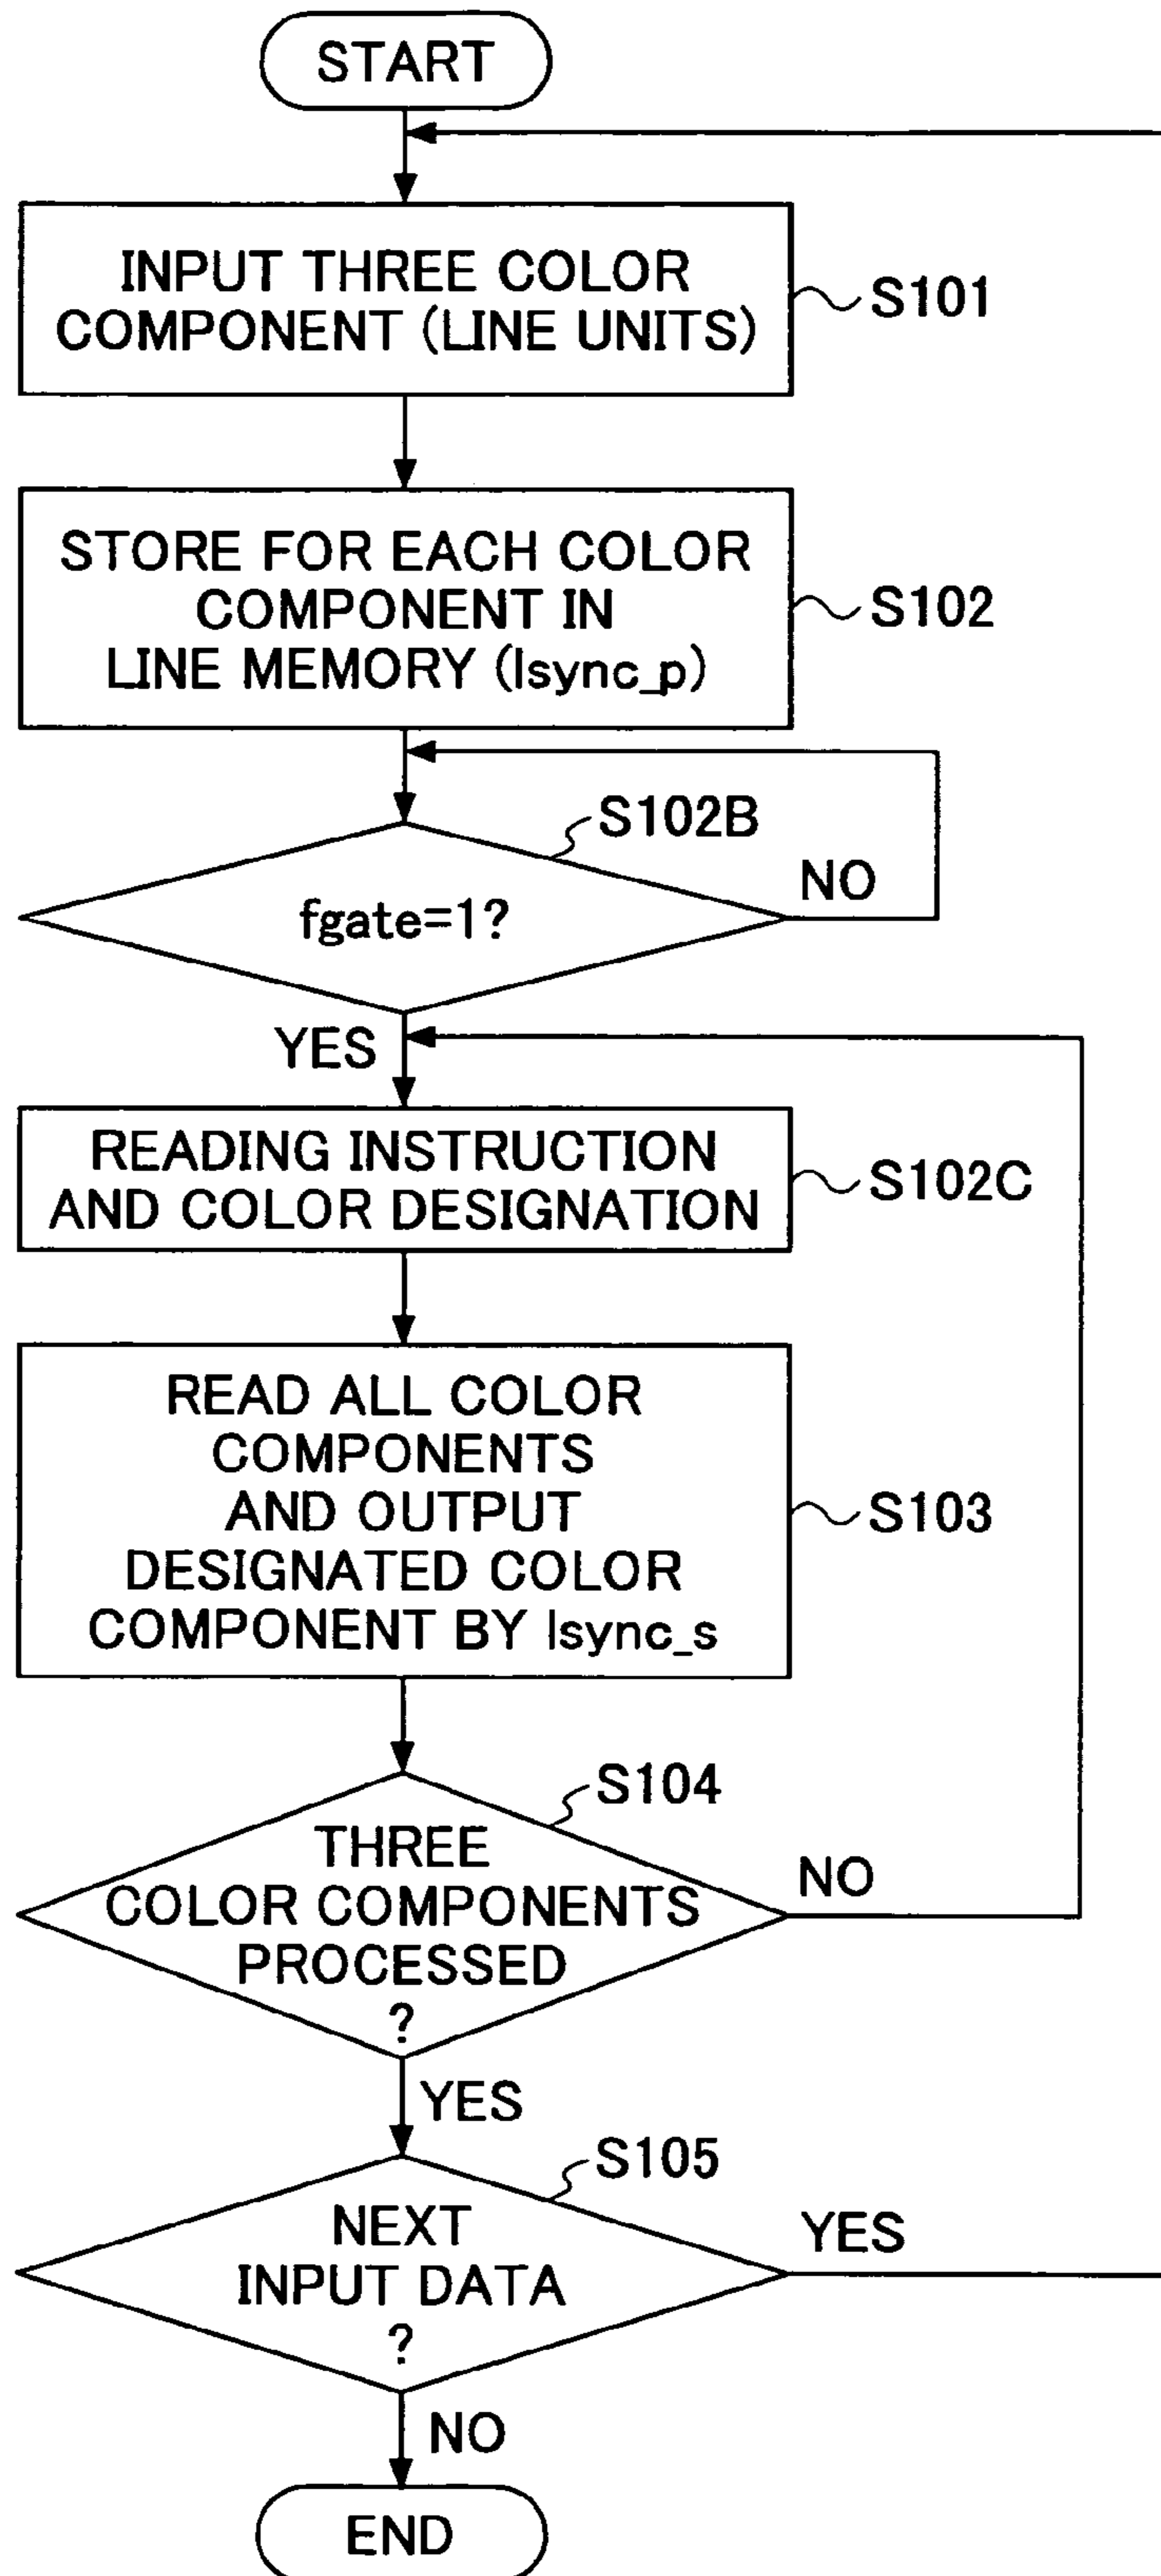 START
INPUT THREE COLOR
COMPONENT (LINE UNITS)
S101
STORE FOR EACH COLOR
COMPONENT IN
LINE MEMORY (lsync_p)
S102
S102B
fgate=1?
NO
YES
READING INSTRUCTION
AND COLOR DESIGNATION
S102C
READ ALL COLOR
COMPONENTS
AND OUTPUT
DESIGNATED COLOR
COMPONENT BY lsync_s
S103
S104
THREE
COLOR COMPONENTS
PROCESSED
?
NO
YES
S105
NEXT
INPUT DATA
?
YES
NO
END